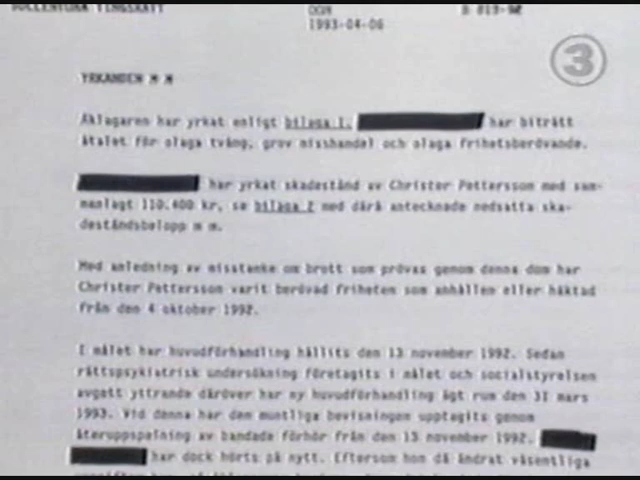 SOLLENTUNA TINGSRÄTT DOM B 819-92
1993-04-06
3
YRKANDEN M M
Åklagaren har yrkat enligt bilaga 1. har biträtt
åtalet för olaga tvång, grov misshandel och olaga frihetsberövande.
har yrkat skadestånd av Christer Pettersson med sam-
manlagt 110.400 kr, se bilaga 2 med därå antecknade nedsatta ska-
deståndsbelopp m m.
Med anledning av misstanke om brott som prövas genom denna dom har
Christer Pettersson varit berövad friheten som anhållen eller häktad
från den 4 oktober 1992.
I målet har huvudförhandling hållits den 13 november 1992. Sedan
rättspsykiatrisk undersökning företagits i målet och socialstyrelsen
avgett yttrande däröver har ny huvudförhandling ägt rum den 31 mars
1993. Vid denna har den muntliga bevisningen upptagits genom
återuppspelning av bandade förhör från den 13 november 1992.
har dock hörts på nytt. Eftersom hon då ändrat väsentliga